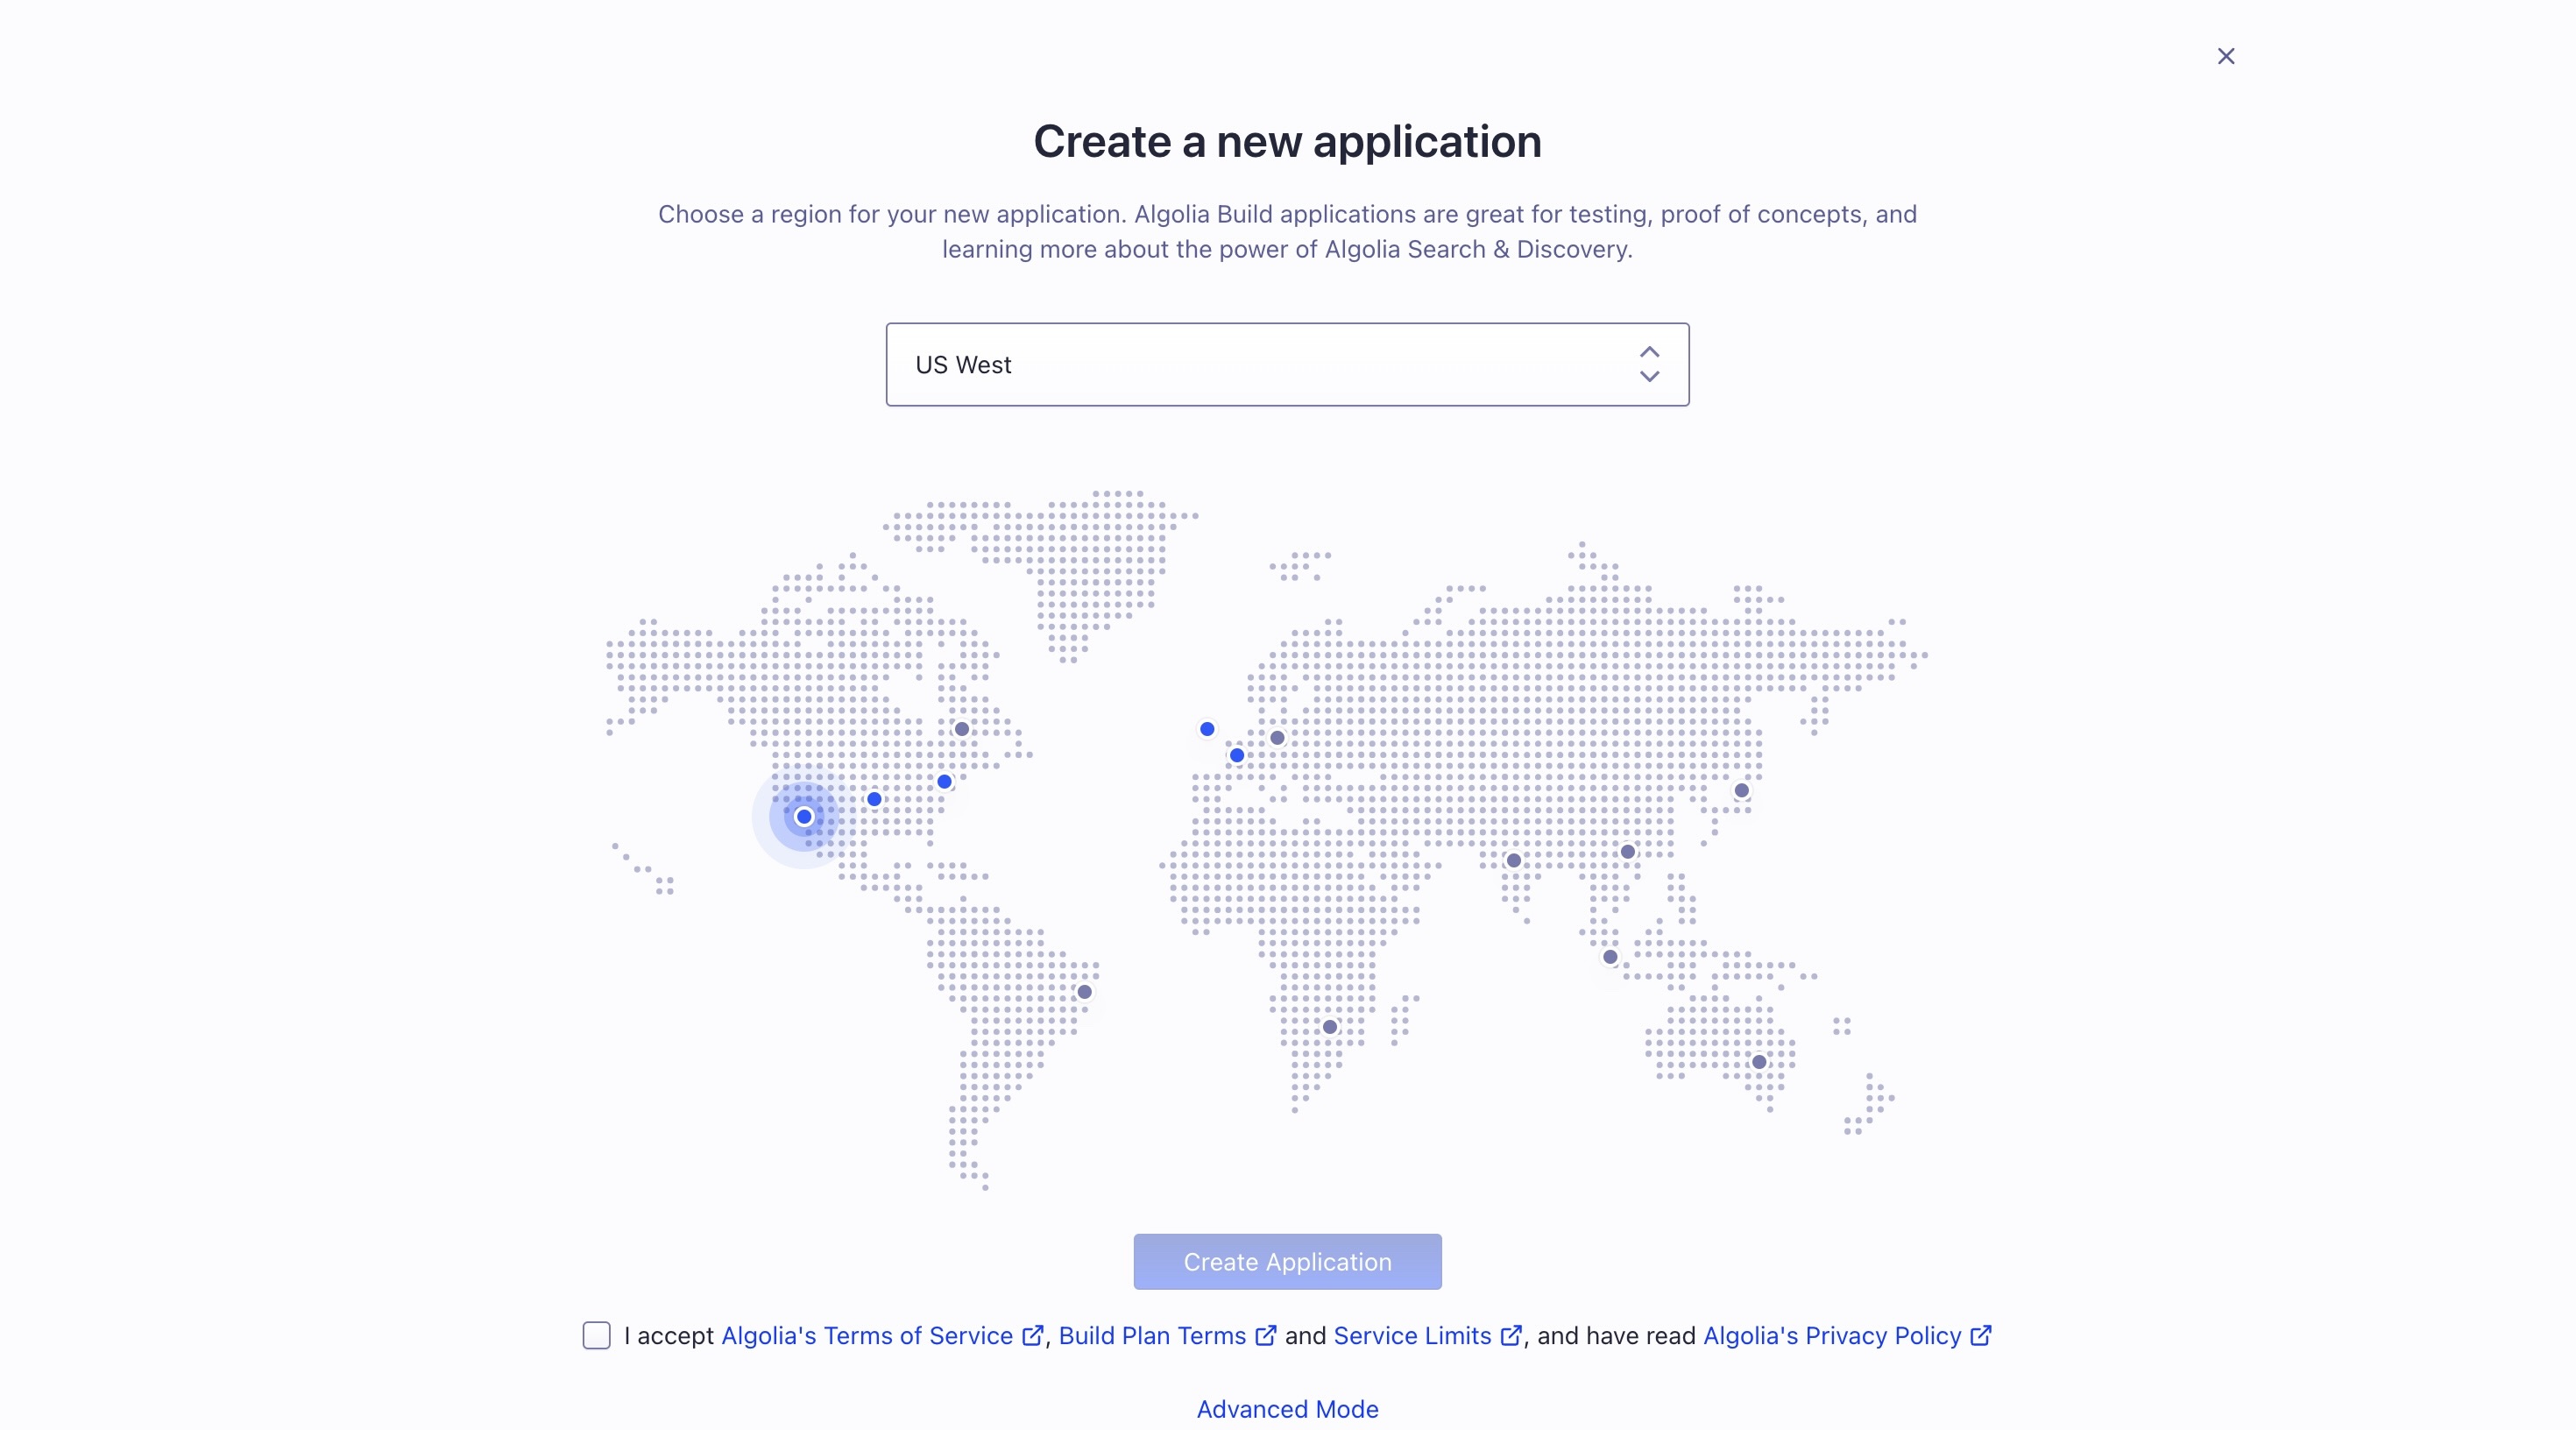 Create a new application
Choose a region for your new application. Algolia Build applications are great for testing, proof of concepts, and
learning more about the power of Algolia Search & Discovery.
US West
Create Application
I accept Algolia's Terms of Service, Build Plan Terms and Service Limits, and have read Algolia's Privacy Policy
Advanced Mode